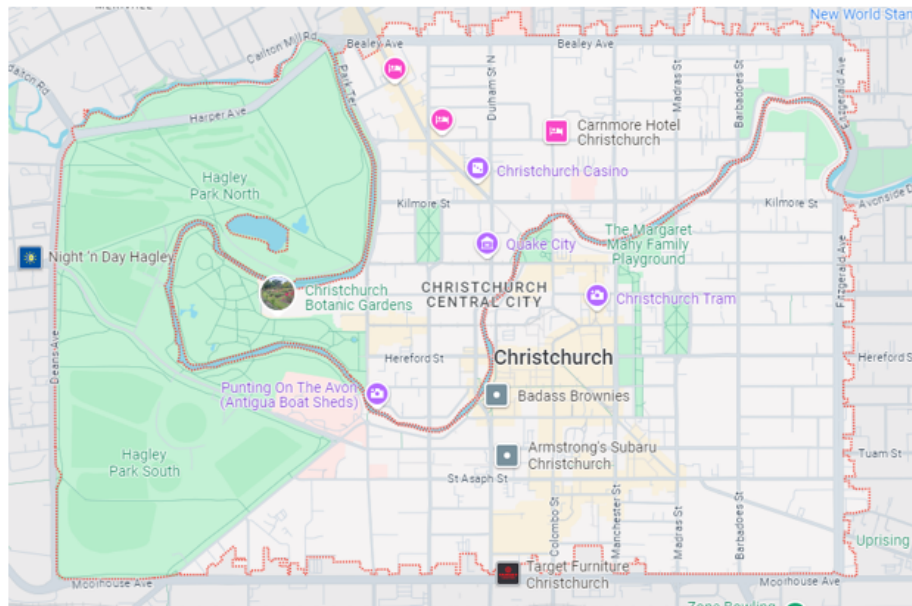 New World Stan
Carlton Mill Rd
Bealey Ave
Bealey Ave
Park Ter
Durham St N
Madras St
Barbadoes St
Fitzgerald Ave
Harper Ave
Carnmore Hotel
Christchurch
Christchurch Casino
Hagley
Park North
Kilmore St
Kilmore St
Avonside D
Night 'n Day Hagley
Quake City
The Margaret
Mahy Family
Playground
Christchurch
Botanic Gardens
CHRISTCHURCH
CENTRAL CITY
Christchurch Tram
Fitzgerald Ave
Deans Ave
Hereford St
Christchurch
Hereford S
Punting On The Avon
(Antigua Boat Sheds)
Badass Brownies
Hagley
Park South
Armstrong's Subaru
Christchurch
Tuam St
St Asaph St
Colombo St
Manchester St
Madras St
Barbadoes St
Uprising
Moorhouse Ave
Target Furniture
Christchurch
Moorhouse Ave